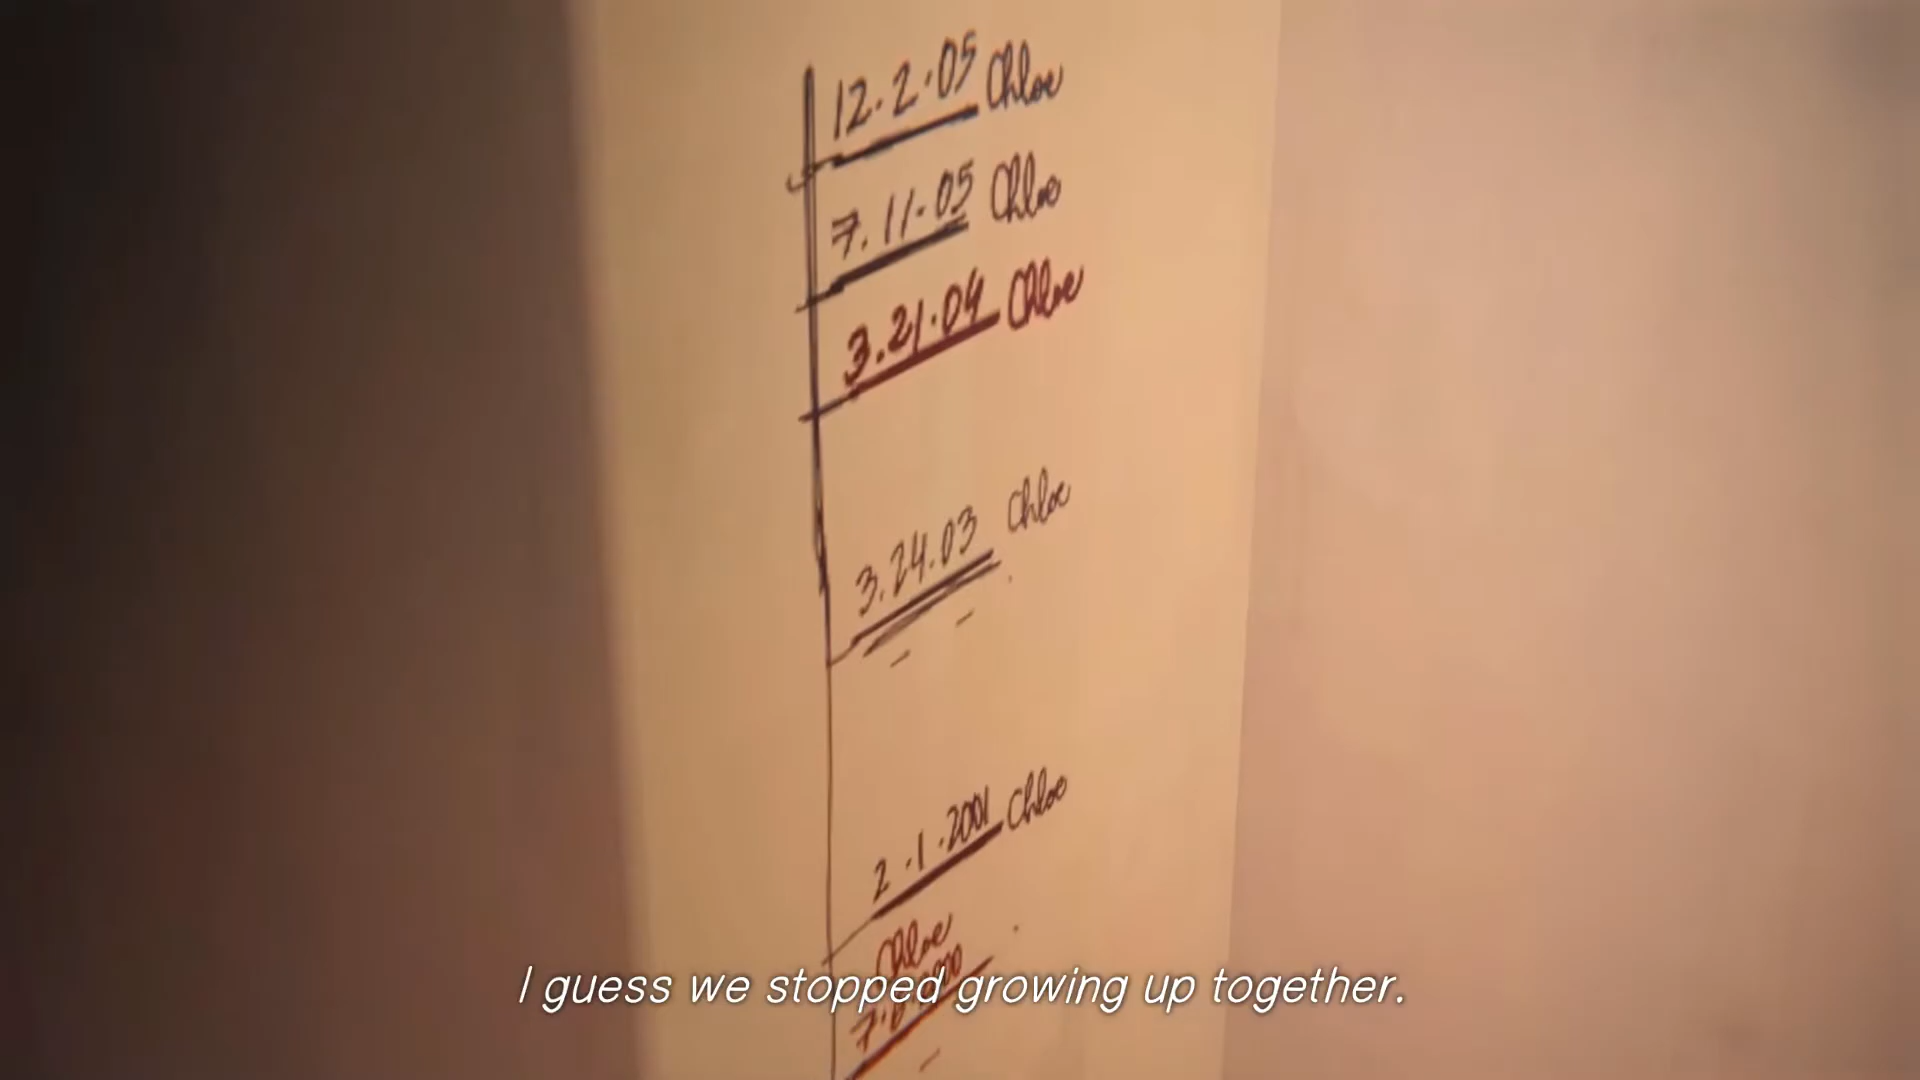 12.2.05 Chloe
7.11.05 Chloe
3.21.04 Chloe
3.24.03 Chloe
2.1.2001 Chloe
Chloe
I guess we stopped growing up together.